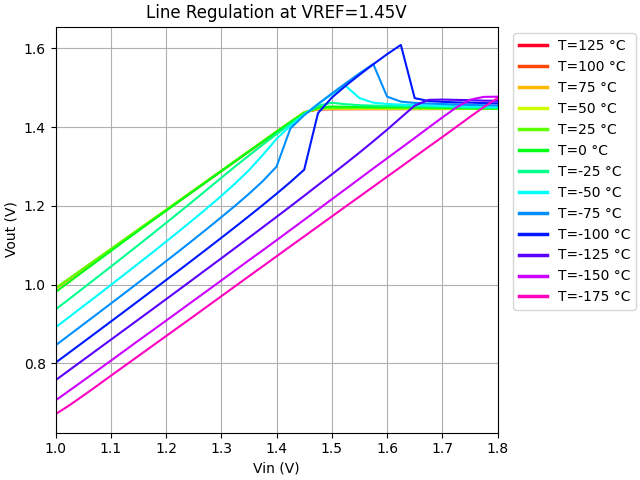 Line Regulation at VREF=1.45V
Vout (V)
1.6
1.4
1.2
1.0
0.8
1.0 1.1 1.2 1.3 1.4 1.5 1.6 1.7 1.8
Vin (V)
T=125 °C
T=100 °C
T=75 °C
T=50 °C
T=25 °C
T=0 °C
T=-25 °C
T=-50 °C
T=-75 °C
T=-100 °C
T=-125 °C
T=-150 °C
T=-175 °C